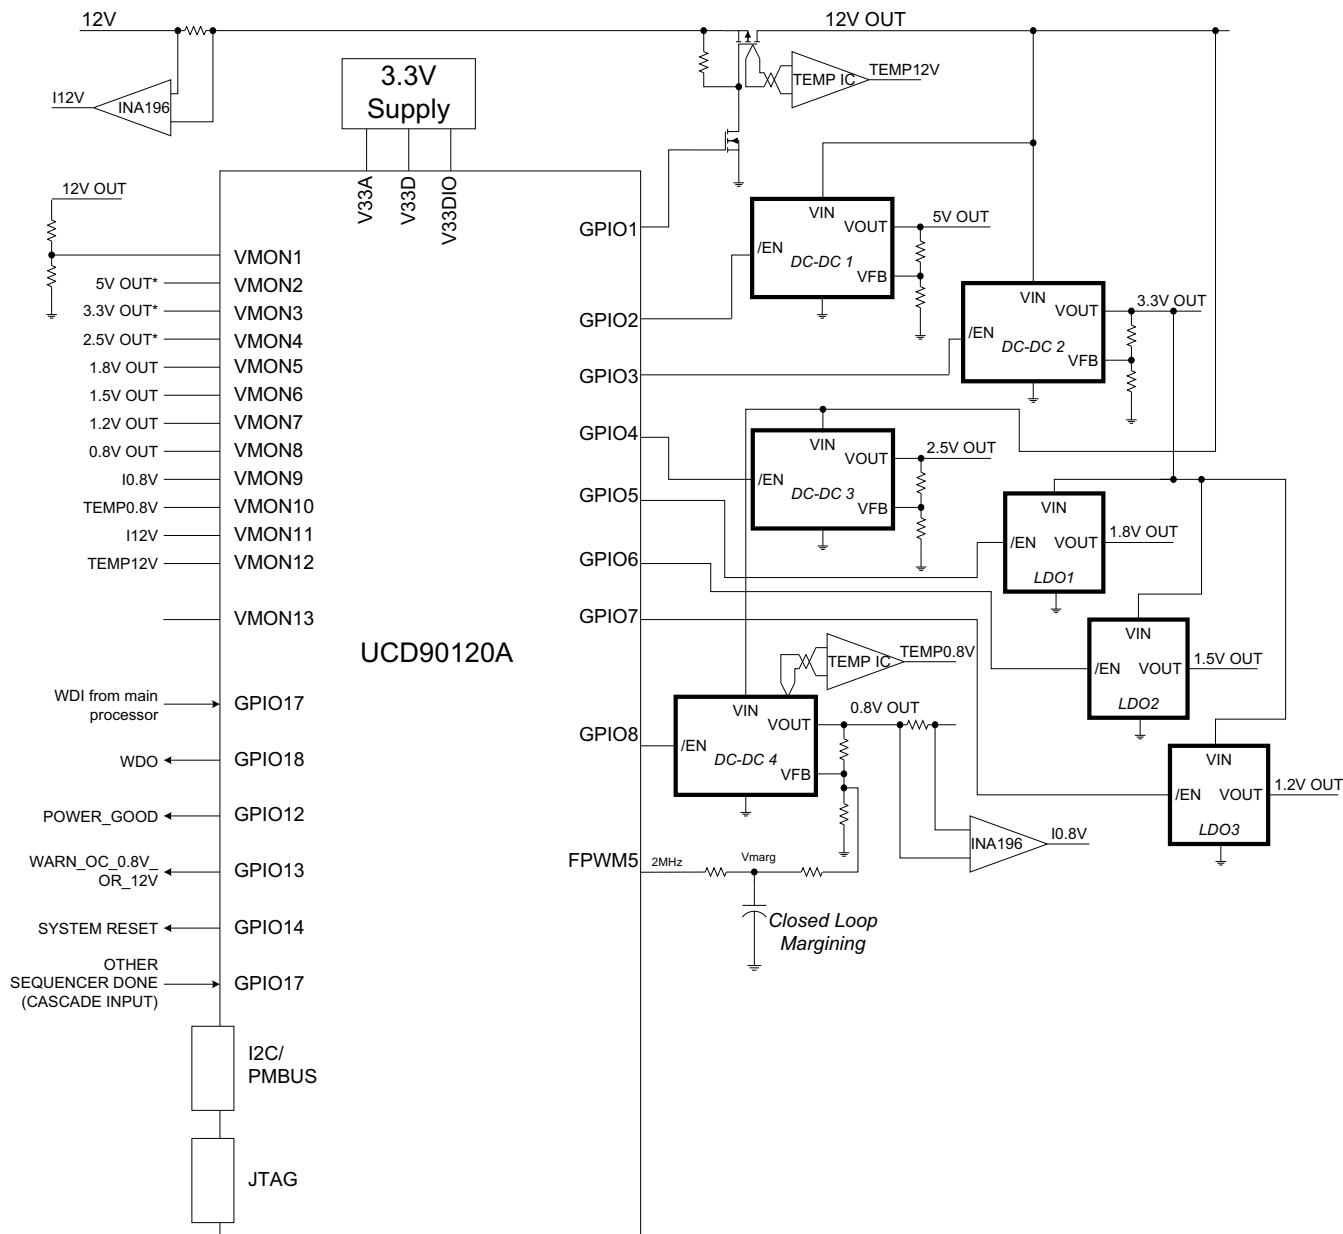 12V
12V OUT
TEMP IC
TEMP12V
I12V
INA196
3.3V
Supply
V33A
V33D
V33DIO
12V OUT
VMON1
5V OUT*
VMON2
3.3V OUT*
VMON3
2.5V OUT*
VMON4
1.8V OUT
VMON5
1.5V OUT
VMON6
1.2V OUT
VMON7
0.8V OUT
VMON8
I0.8V
VMON9
TEMP0.8V
VMON10
I12V
VMON11
TEMP12V
VMON12
VMON13
UCD90120A
WDI from main
processor
GPIO17
WDO
GPIO18
POWER_GOOD
GPIO12
WARN_OC_0.8V_
OR_12V
GPIO13
SYSTEM RESET
GPIO14
OTHER
SEQUENCER DONE
(CASCADE INPUT)
GPIO17
I2C/
PMBUS
JTAG
GPIO1
GPIO2
GPIO3
GPIO4
GPIO5
GPIO6
GPIO7
GPIO8
FPWM5
2MHz
Vmarg
Closed Loop
Margining
VIN
VOUT
/EN
DC-DC 1
VFB
5V OUT
VIN
VOUT
/EN
DC-DC 2
VFB
3.3V OUT
VIN
VOUT
/EN
DC-DC 3
VFB
2.5V OUT
VIN
/EN
VOUT
LDO1
1.8V OUT
VIN
/EN
VOUT
LDO2
1.5V OUT
VIN
/EN
VOUT
LDO3
1.2V OUT
TEMP IC
TEMP0.8V
VIN
VOUT
/EN
DC-DC 4
VFB
0.8V OUT
INA196
I0.8V